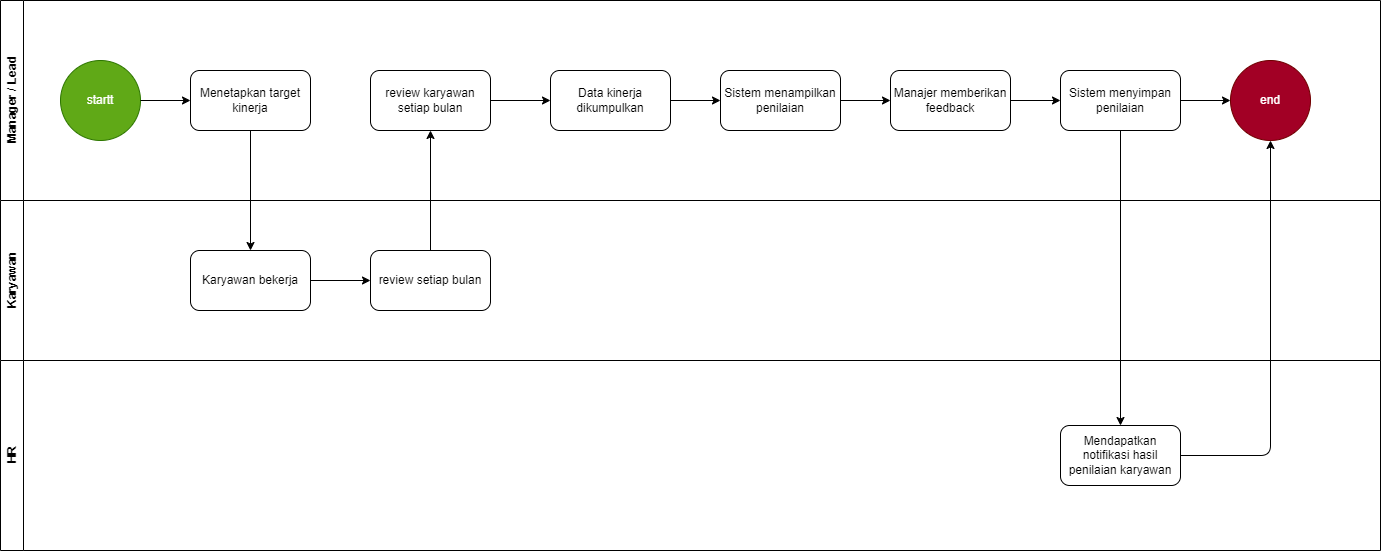 Manager / Lead
startt
Menetapkan target
kinerja
review karyawan
setiap bulan
Data kinerja
dikumpulkan
Sistem menampilkan
penilaian
Manajer memberikan
feedback
Sistem menyimpan
penilaian
end
Karyawan
Karyawan bekerja
review setiap bulan
HR
Mendapatkan
notifikasi hasil
penilaian karyawan